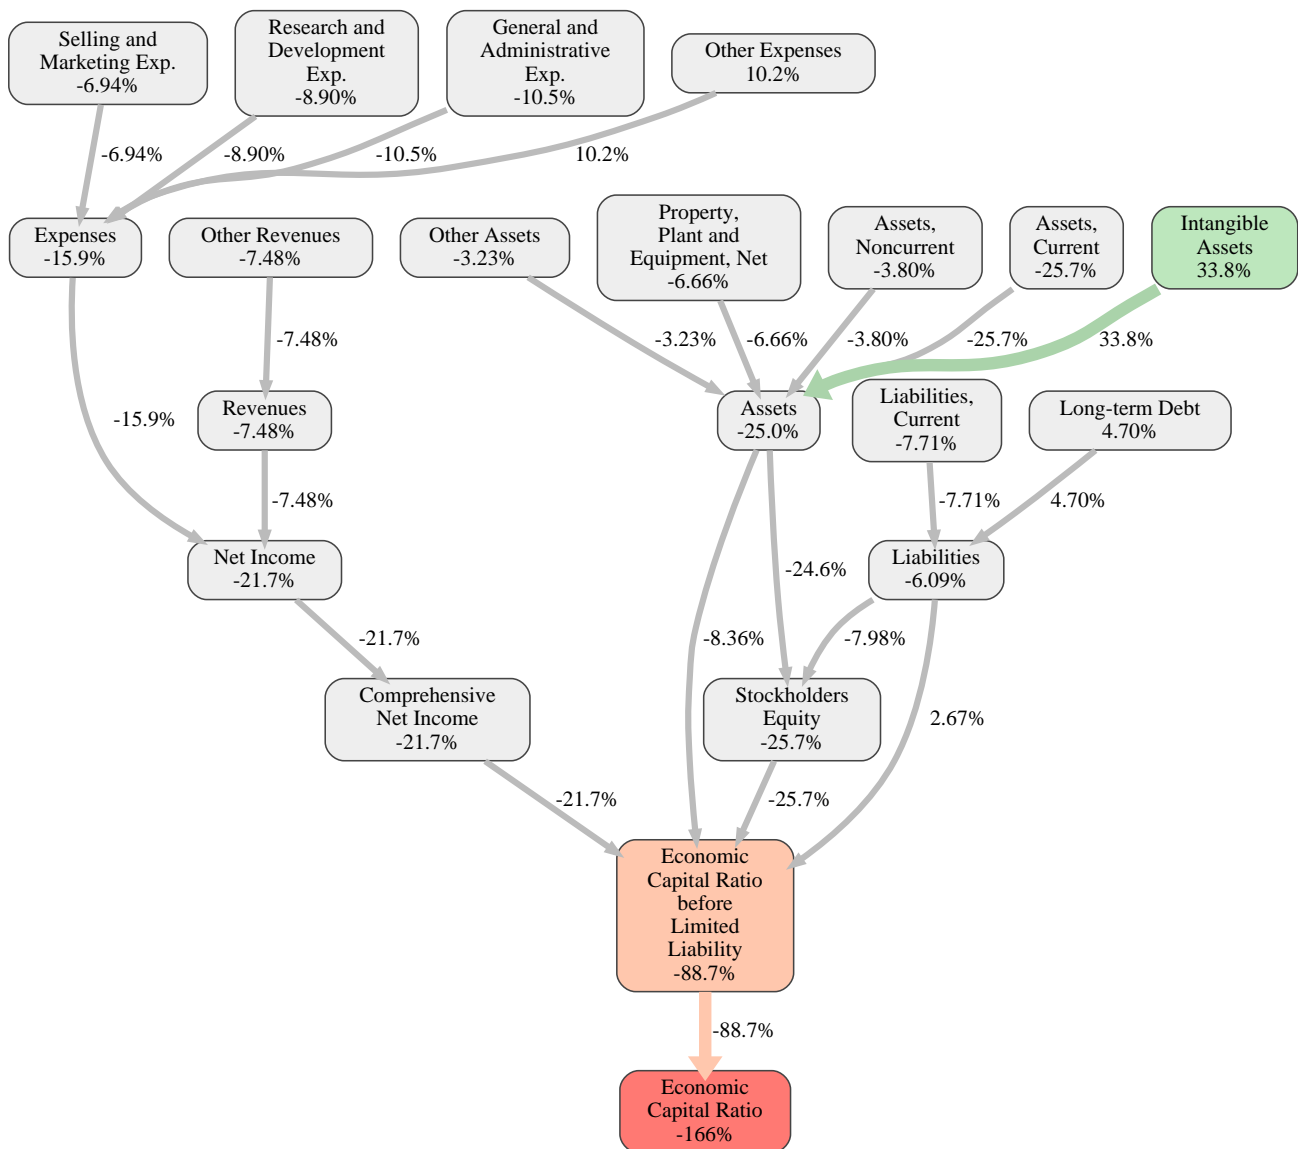 Selling and
Marketing Exp.
-6.94%
Research and
Development
Exp.
-8.90%
General and
Administrative
Exp.
-10.5%
Other Expenses
10.2%
-6.94%
-8.90%
-10.5%
10.2%
Expenses
-15.9%
Other Revenues
-7.48%
Other Assets
-3.23%
Property,
Plant and
Equipment, Net
-6.66%
Assets,
Noncurrent
-3.80%
Assets,
Current
-25.7%
Intangible
Assets
33.8%
-7.48%
-3.23%
-6.66%
-3.80%
-25.7%
33.8%
-15.9%
Revenues
-7.48%
Assets
-25.0%
Liabilities,
Current
-7.71%
Long-term Debt
4.70%
-7.48%
-7.71%
4.70%
Net Income
-21.7%
-24.6%
Liabilities
-6.09%
-21.7%
-8.36%
-7.98%
Comprehensive
Net Income
-21.7%
Stockholders
Equity
-25.7%
2.67%
-21.7%
-25.7%
Economic
Capital Ratio
before
Limited
Liability
-88.7%
-88.7%
Economic
Capital Ratio
-166%